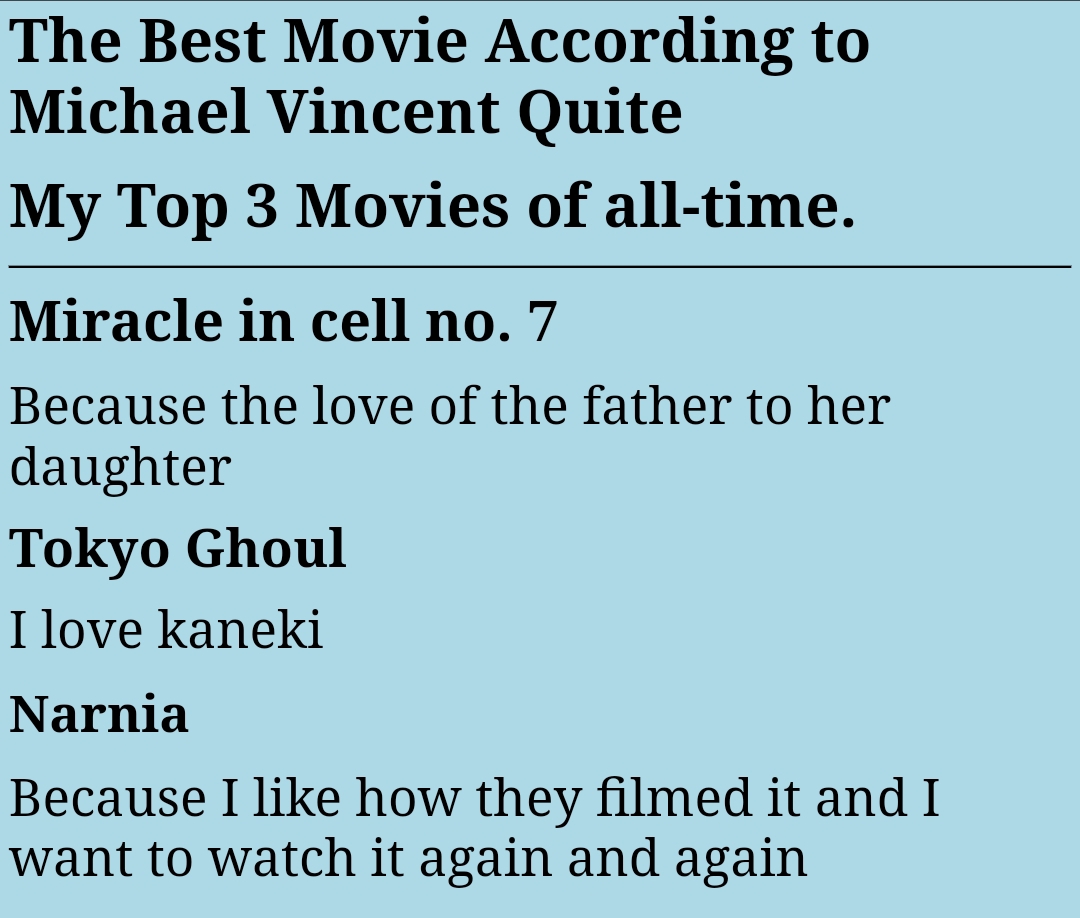 The Best Movie According to
Michael Vincent Quite
My Top 3 Movies of all-time.
Miracle in cell no. 7
Because the love of the father to her
daughter
Tokyo Ghoul
I love kaneki
Narnia
Because I like how they filmed it and I
want to watch it again and again